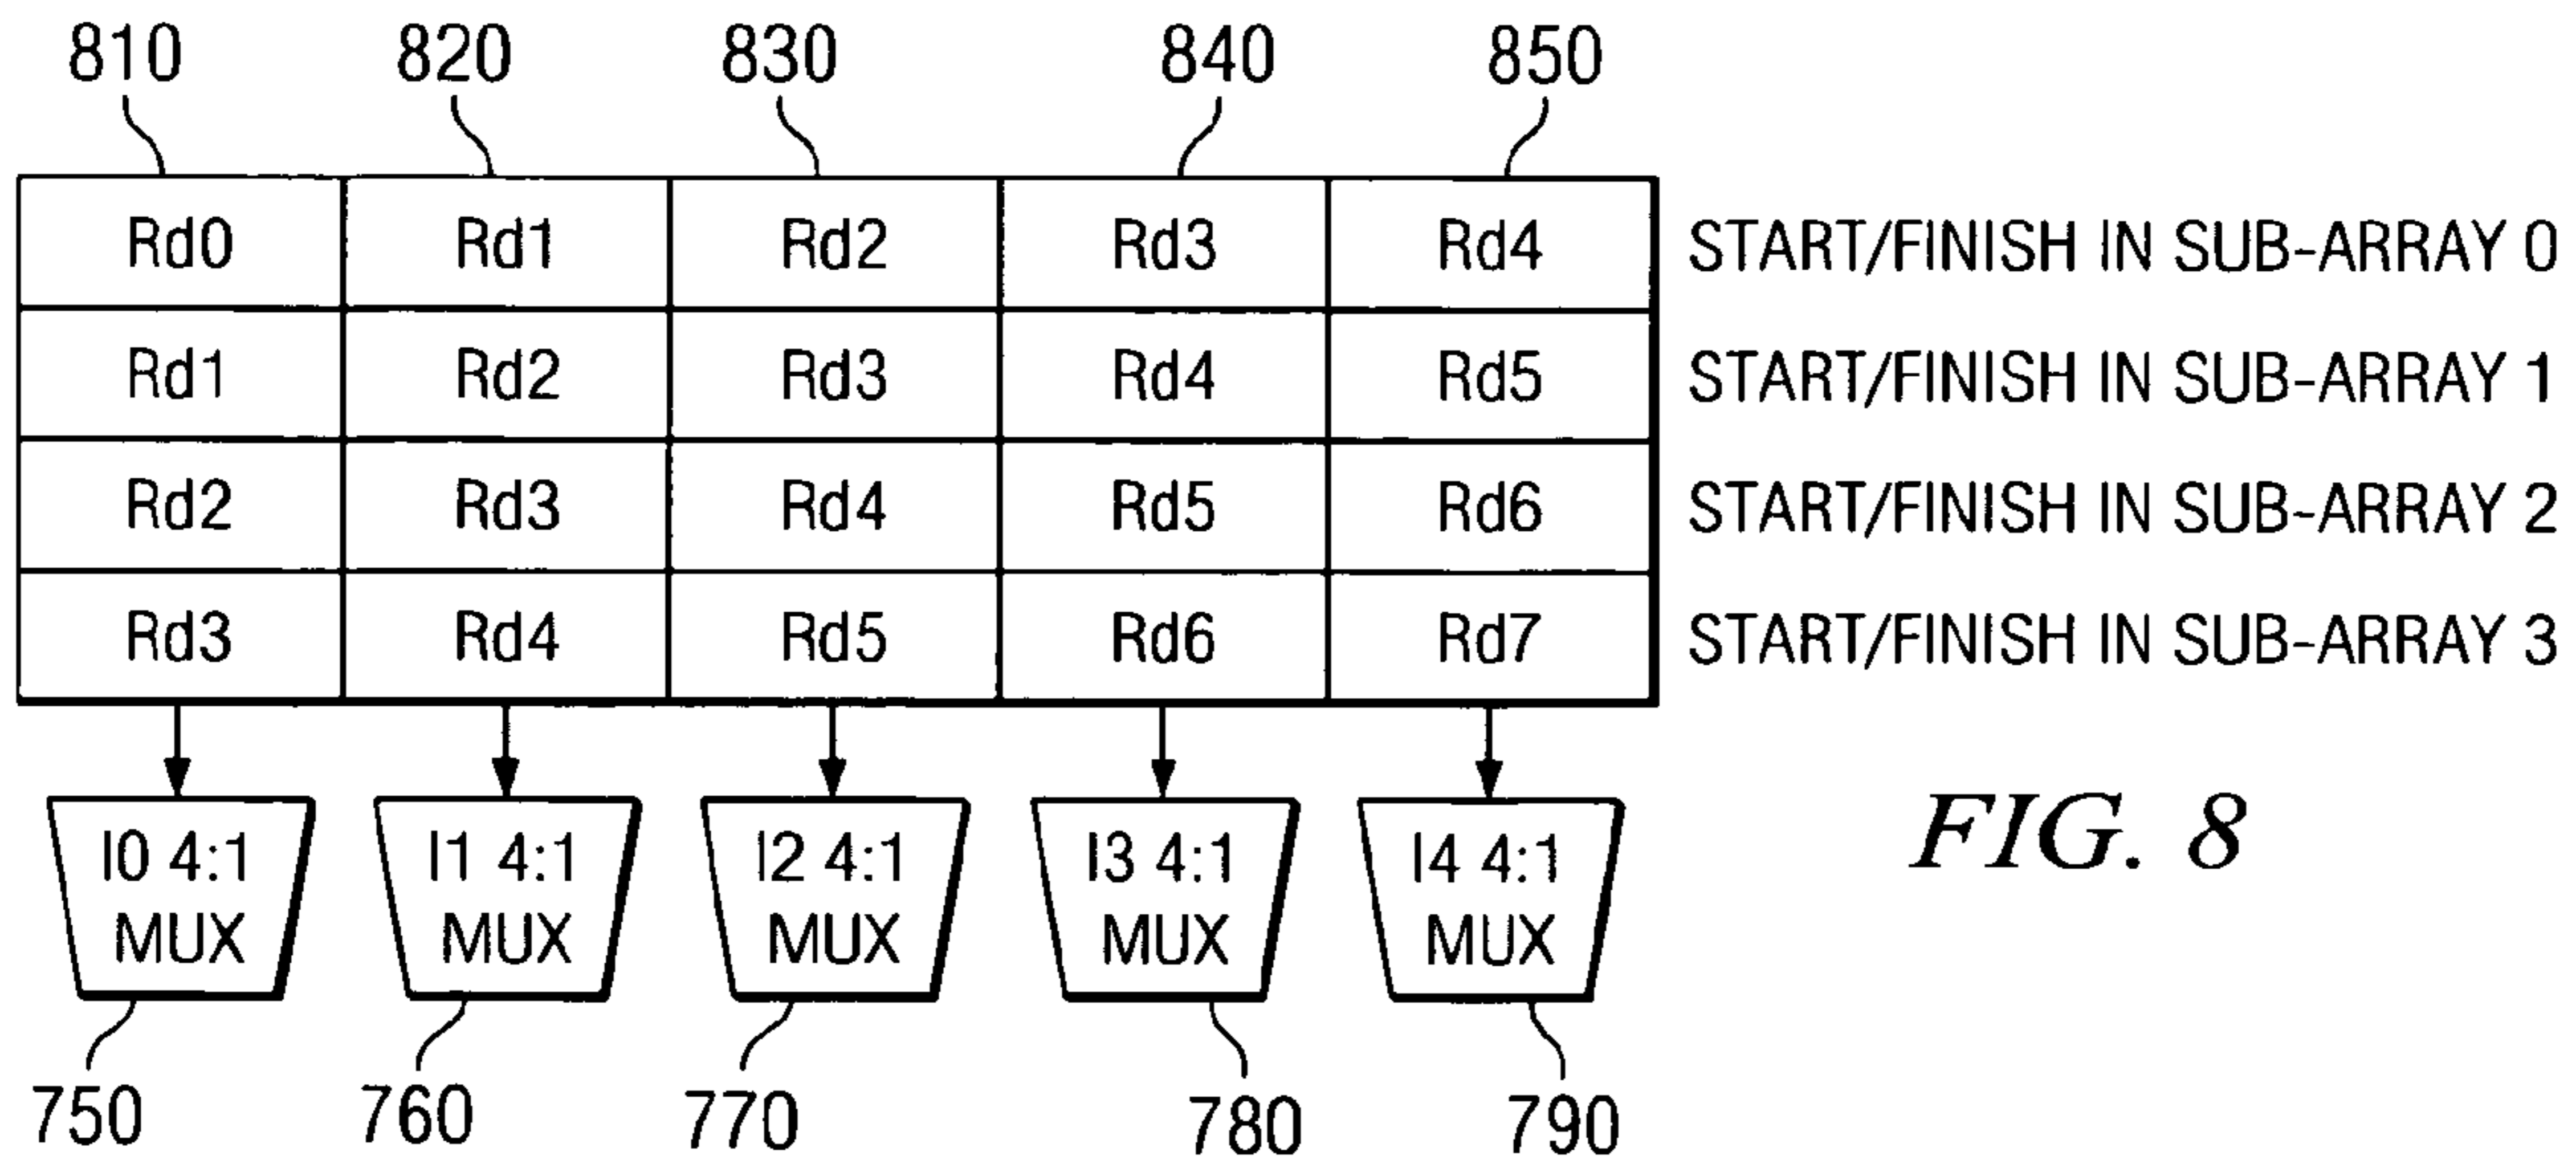 810 820 830 840 850
Rd0 Rd1 Rd2 Rd3 Rd4 START/FINISH IN SUB-ARRAY 0
Rd1 Rd2 Rd3 Rd4 Rd5 START/FINISH IN SUB-ARRAY 1
Rd2 Rd3 Rd4 Rd5 Rd6 START/FINISH IN SUB-ARRAY 2
Rd3 Rd4 Rd5 Rd6 Rd7 START/FINISH IN SUB-ARRAY 3
I0 4:1 I1 4:1 I2 4:1 I3 4:1 I4 4:1
MUX MUX MUX MUX MUX
FIG. 8
750 760 770 780 790